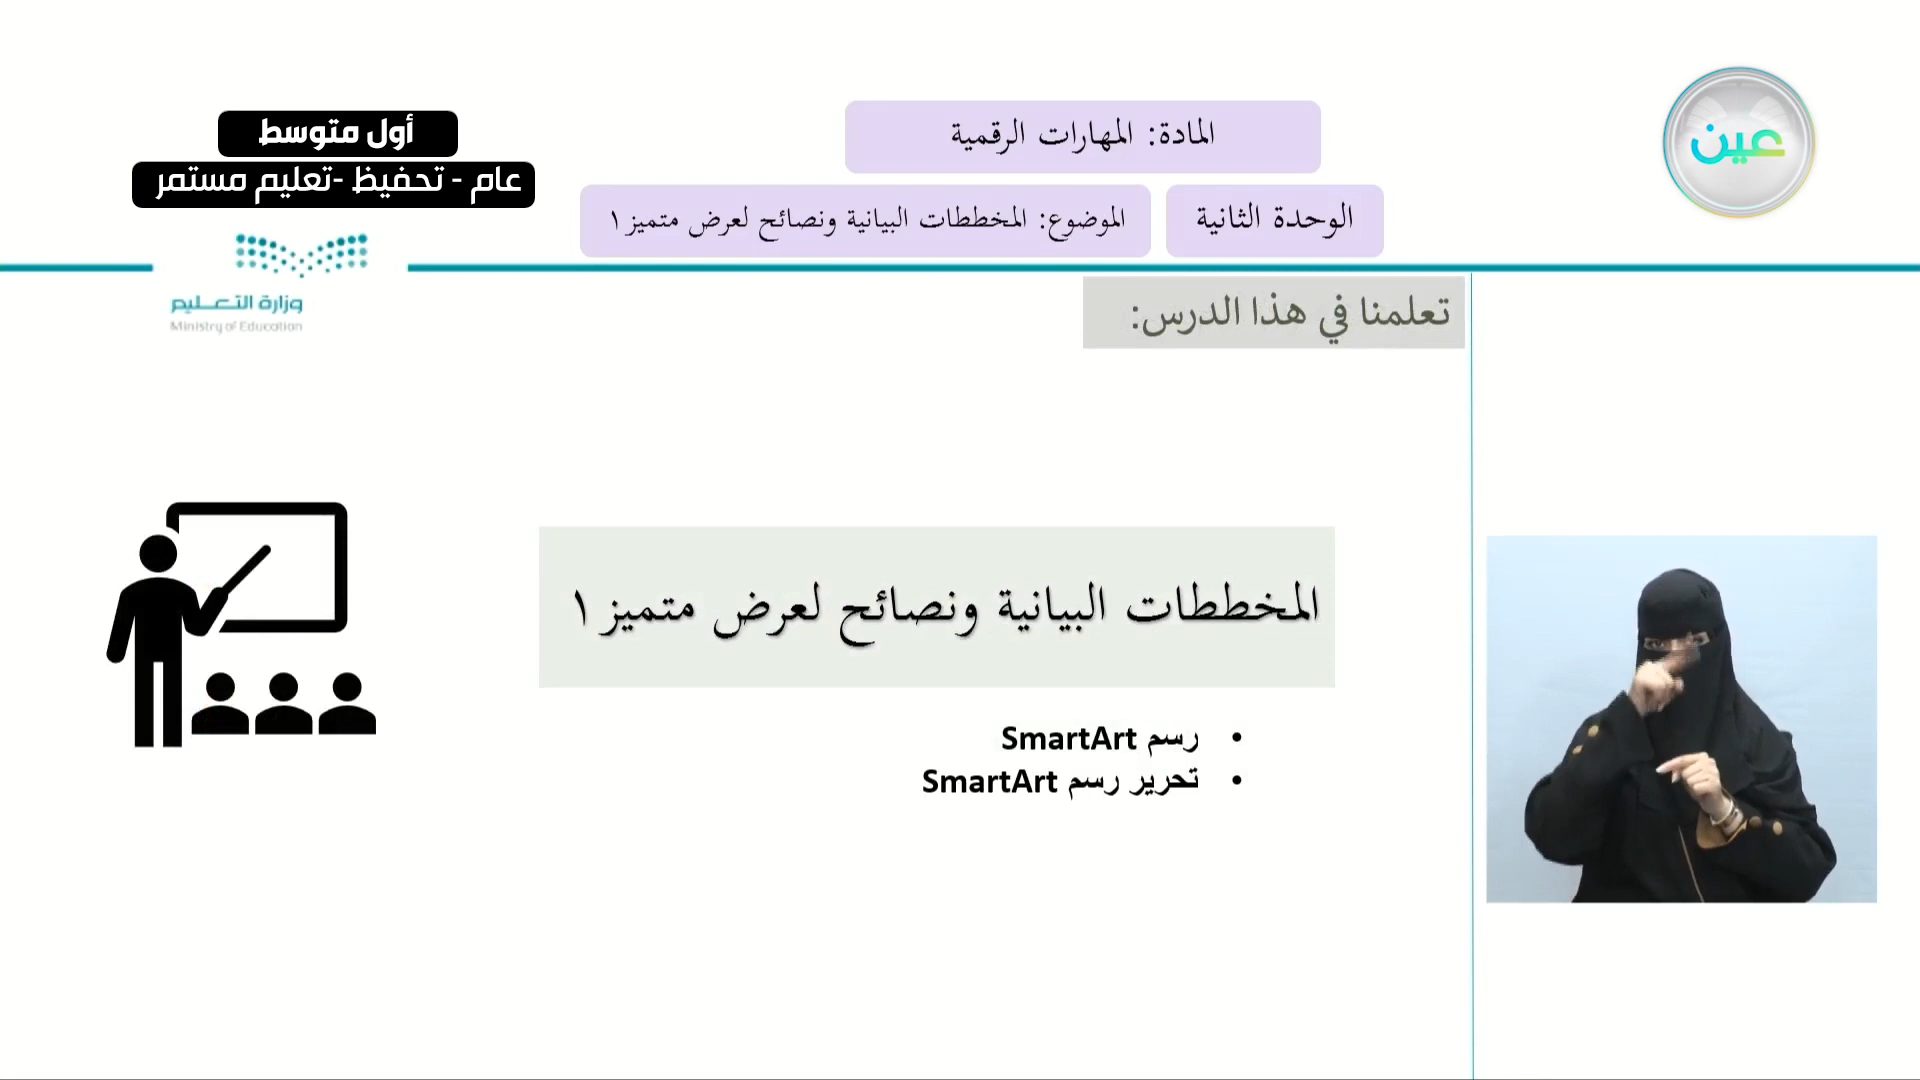 عين
المادة: المهارات الرقمية
الوحدة الثانية
الموضوع: المخططات البيانية ونصائح لعرض متميز ١
أول متوسط
عام - تحفيظ -تعليم مستمر
وزارة التعليم
Ministry of Education
تعلمنا في هذا الدرس:
المخططات البيانية ونصائح لعرض متميز ١
• رسم SmartArt
• تحرير رسم SmartArt